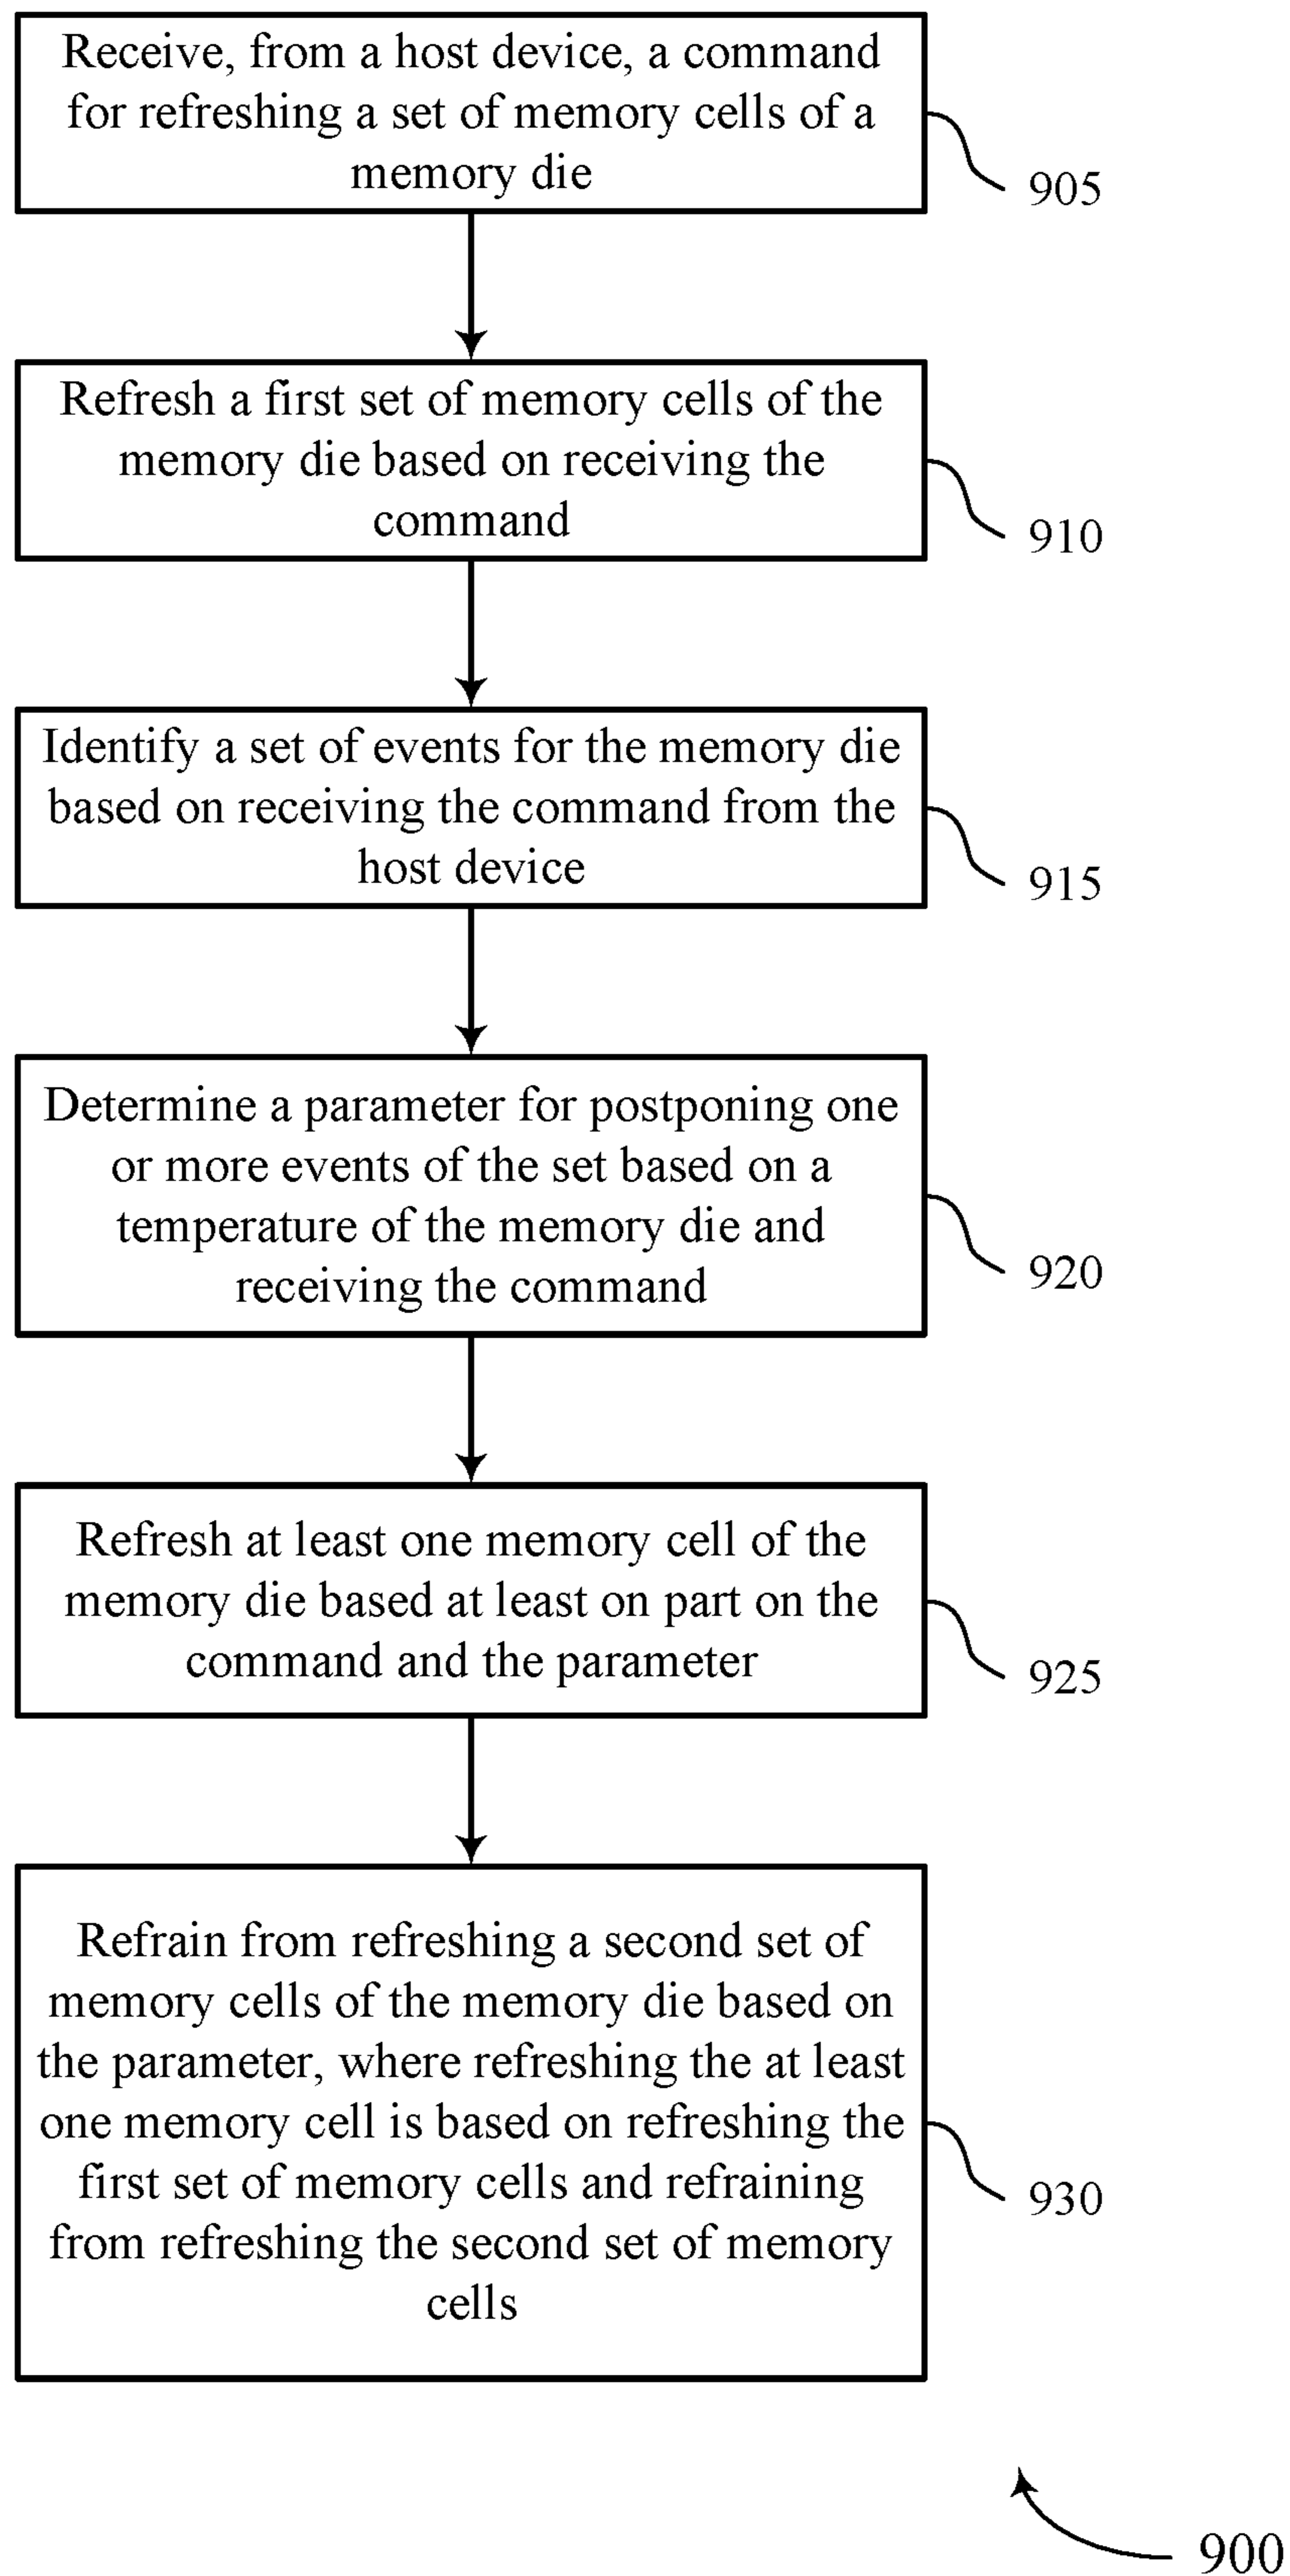 Receive, from a host device, a command
for refreshing a set of memory cells of a
memory die
905
Refresh a first set of memory cells of the
memory die based on receiving the
command
910
Identify a set of events for the memory die
based on receiving the command from the
host device
915
Determine a parameter for postponing one
or more events of the set based on a
temperature of the memory die and
receiving the command
920
Refresh at least one memory cell of the
memory die based at least on part on the
command and the parameter
925
Refrain from refreshing a second set of
memory cells of the memory die based on
the parameter, where refreshing the at least
one memory cell is based on refreshing the
first set of memory cells and refraining
from refreshing the second set of memory
cells
930
900